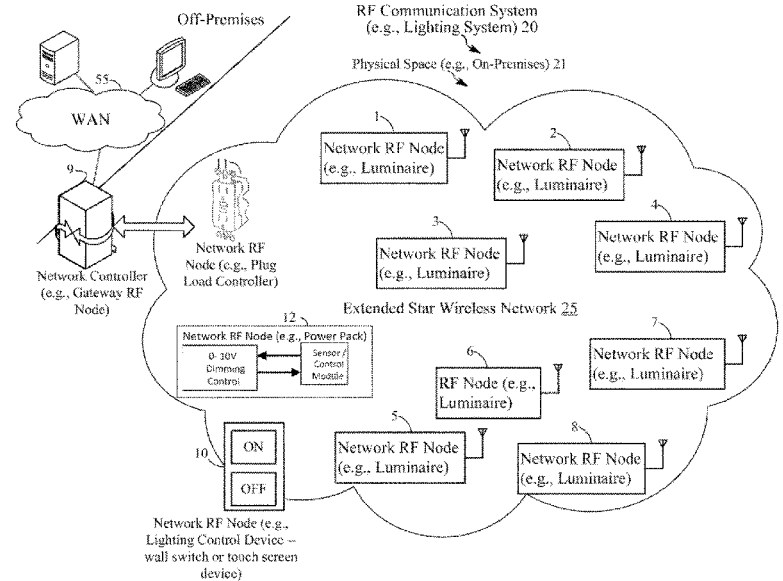 Off-Premises
RF Communication System
(e.g., Lighting System) 20
Physical Space (e.g., On-Premises) 21
55
WAN
9
Network Controller
(e.g., Gateway RF
Node)
Network RF
Node (e.g., Plug
Load Controller)
1
Network RF Node
(e.g., Luminaire)
2
Network RF Node
(e.g., Luminaire)
3
Network RF Node
(e.g., Luminaire)
4
Network RF Node
(e.g., Luminaire)
Extended Star Wireless Network 25
12
Network RF Node (e.g., Power Pack)
0- 10V
Dimming
Control
Sensor /
Control
Module
6
RF Node (e.g.,
Luminaire)
7
Network RF Node
(e.g., Luminaire)
5
Network RF Node
(e.g., Luminaire)
8
Network RF Node
(e.g., Luminaire)
10
ON
OFF
Network RF Node (e.g.,
Lighting Control Device –
wall switch or touch screen
device)